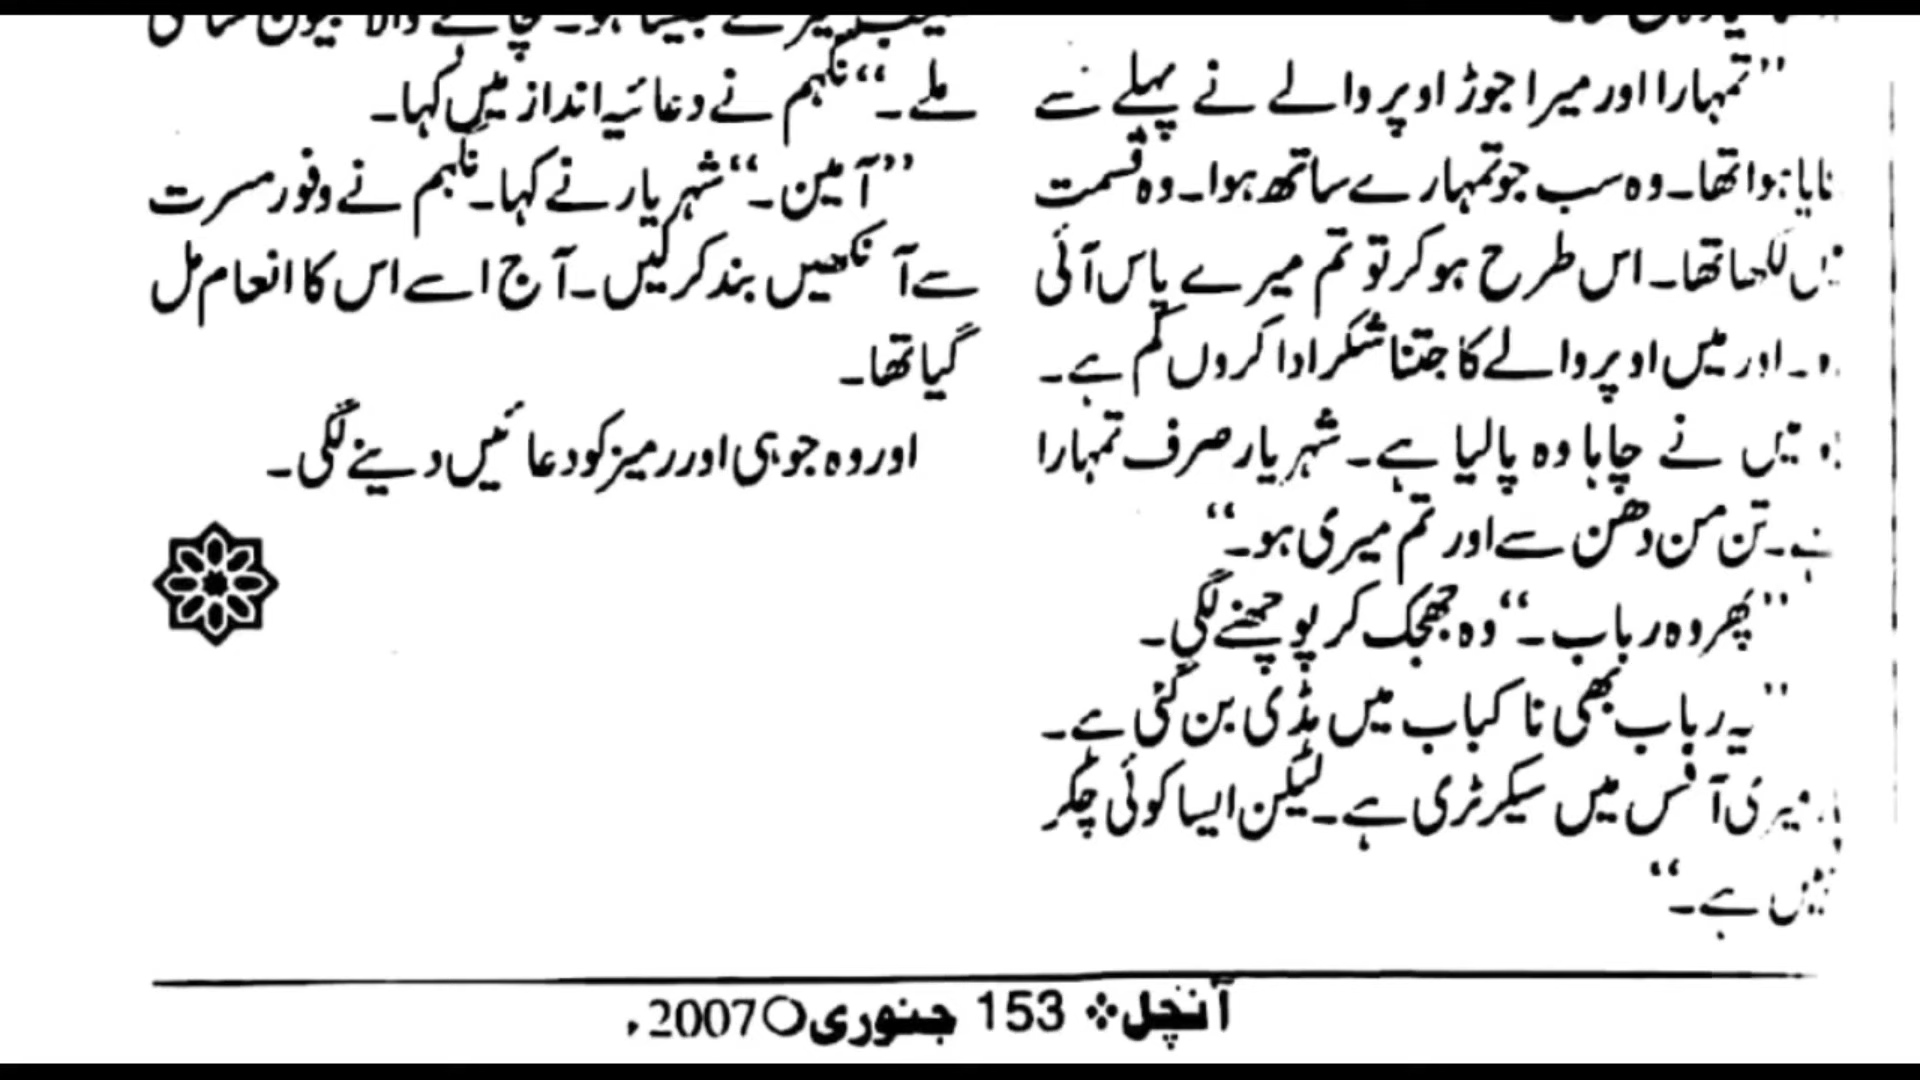 "تمہارا اور میرا جوڑ اوپر والے نے پہلے سے
ہوا تھا۔ وہ سب جو تمہارے ساتھ ہوا۔ وہ قسمت
لکھا تھا۔ اس طرح ہو کر تو تم میرے پاس آئی
اور میں اوپر والے کا جتنا شکر ادا کروں کم ہے۔
میں نے چاہا وہ پالیا ہے۔ شہریار صرف تمہارا
ہے۔ تن من دھن سے اور تم میری ہو۔"
"پھر وہ رباب۔" وہ جھجک کر پوچھنے لگی۔
"یہ رباب بھی نا کباب میں ہڈی بن گئی ہے۔
میری آفس میں سیکرٹری ہے۔ لیکن ایسا کوئی چکر
نہیں ہے۔"
ملے۔" نگہم نے دعائیہ انداز میں کہا۔
"آمین۔" شہریار نے کہا۔ نے وفور مسرت
سے آنکھیں بند کر لیں۔ آج اسے اس کا انعام مل
گیا تھا۔
اور وہ جوہی اور رمیز کو دعائیں دینے لگی۔
آنچل ❖ 153 جنوری ○ 2007ء